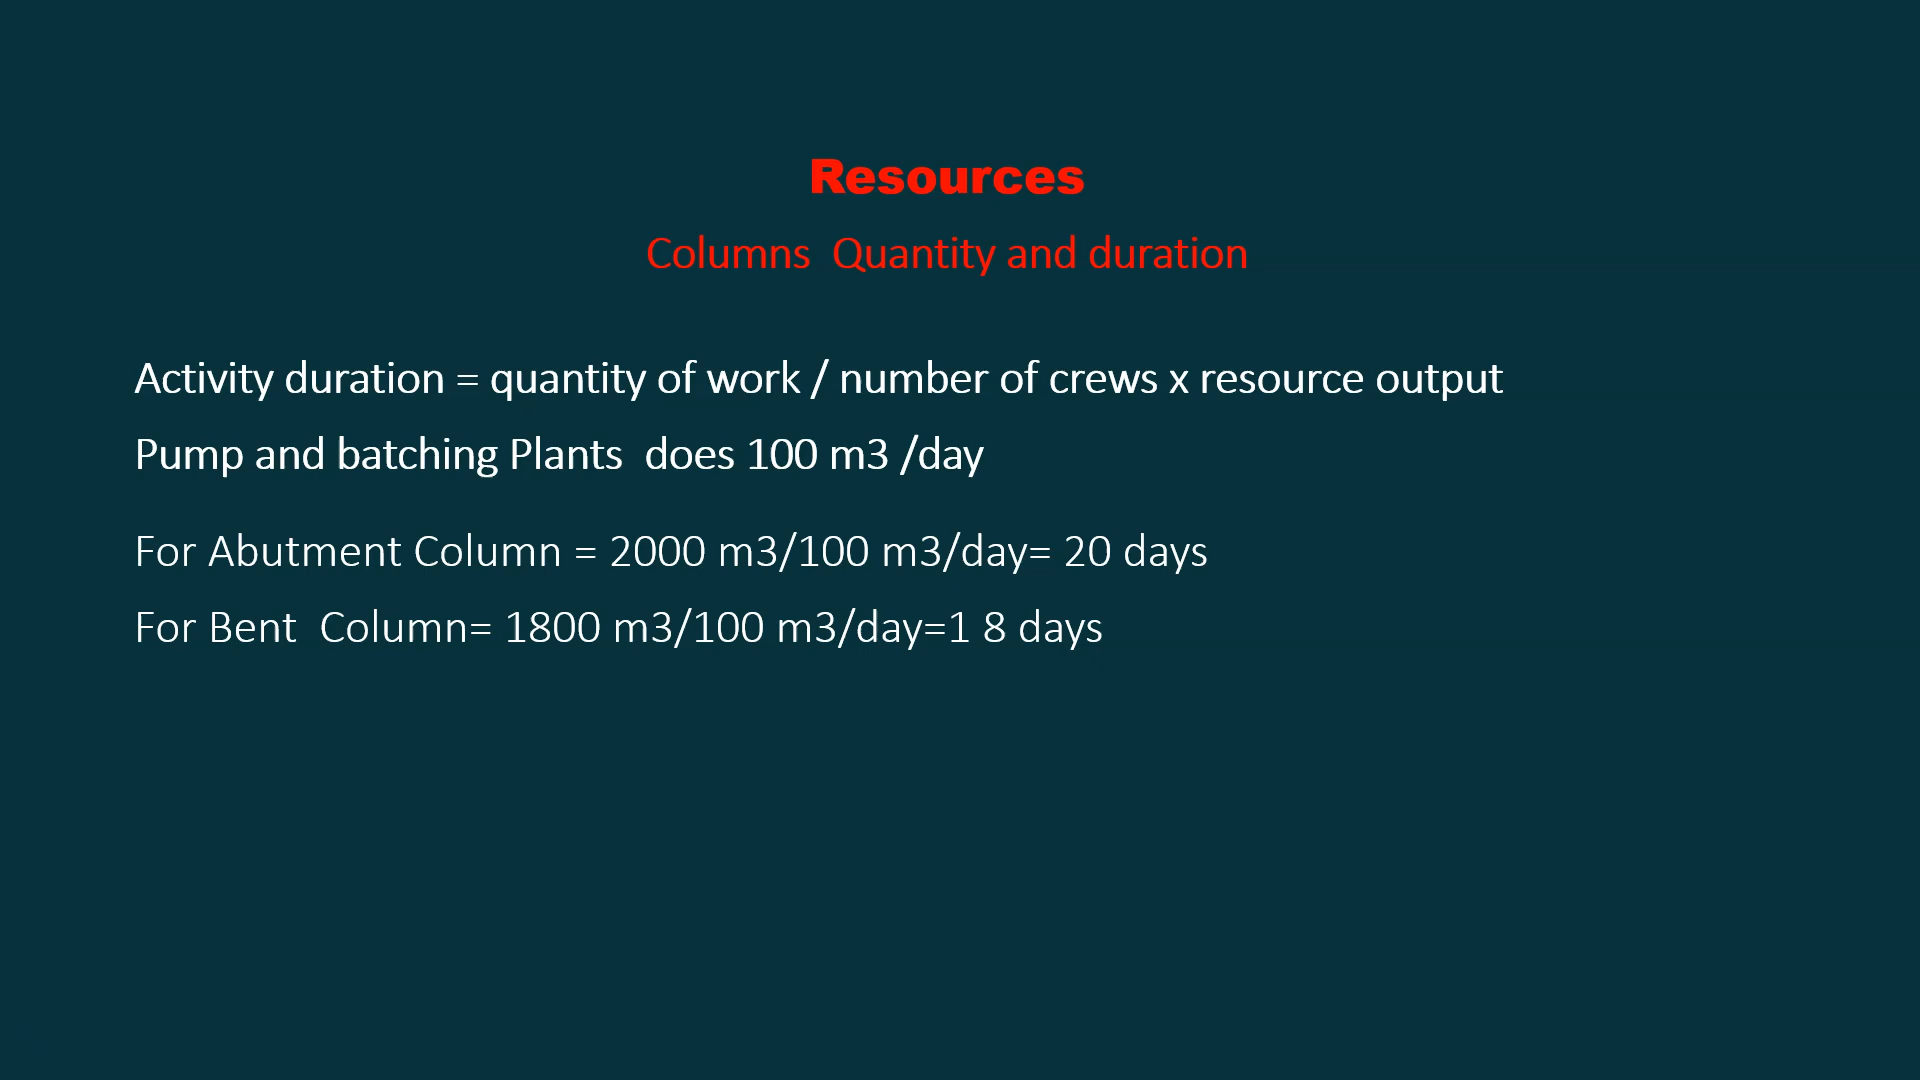 Resources
Columns  Quantity and duration
Activity duration = quantity of work / number of crews x resource output
Pump and batching Plants  does 100 m3 /day
For Abutment Column = 2000 m3/100 m3/day= 20 days
For Bent  Column= 1800 m3/100 m3/day=1 8 days